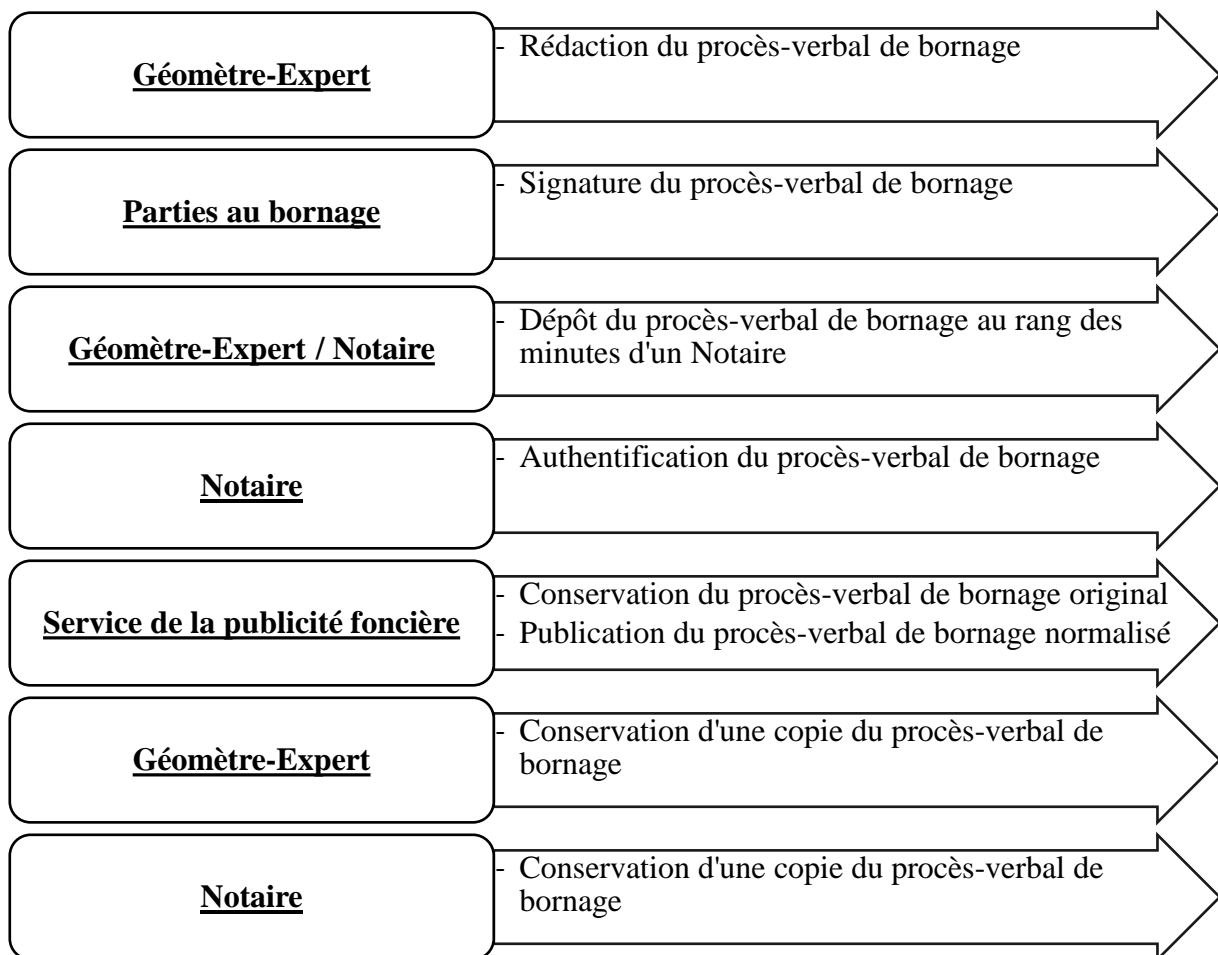 Géomètre-Expert
- Rédaction du procès-verbal de bornage
Parties au bornage
- Signature du procès-verbal de bornage
Géomètre-Expert / Notaire
- Dépôt du procès-verbal de bornage au rang des
minutes d'un Notaire
Notaire
- Authentification du procès-verbal de bornage
Service de la publicité foncière
- Conservation du procès-verbal de bornage original
- Publication du procès-verbal de bornage normalisé
Géomètre-Expert
- Conservation d'une copie du procès-verbal de
bornage
Notaire
- Conservation d'une copie du procès-verbal de
bornage